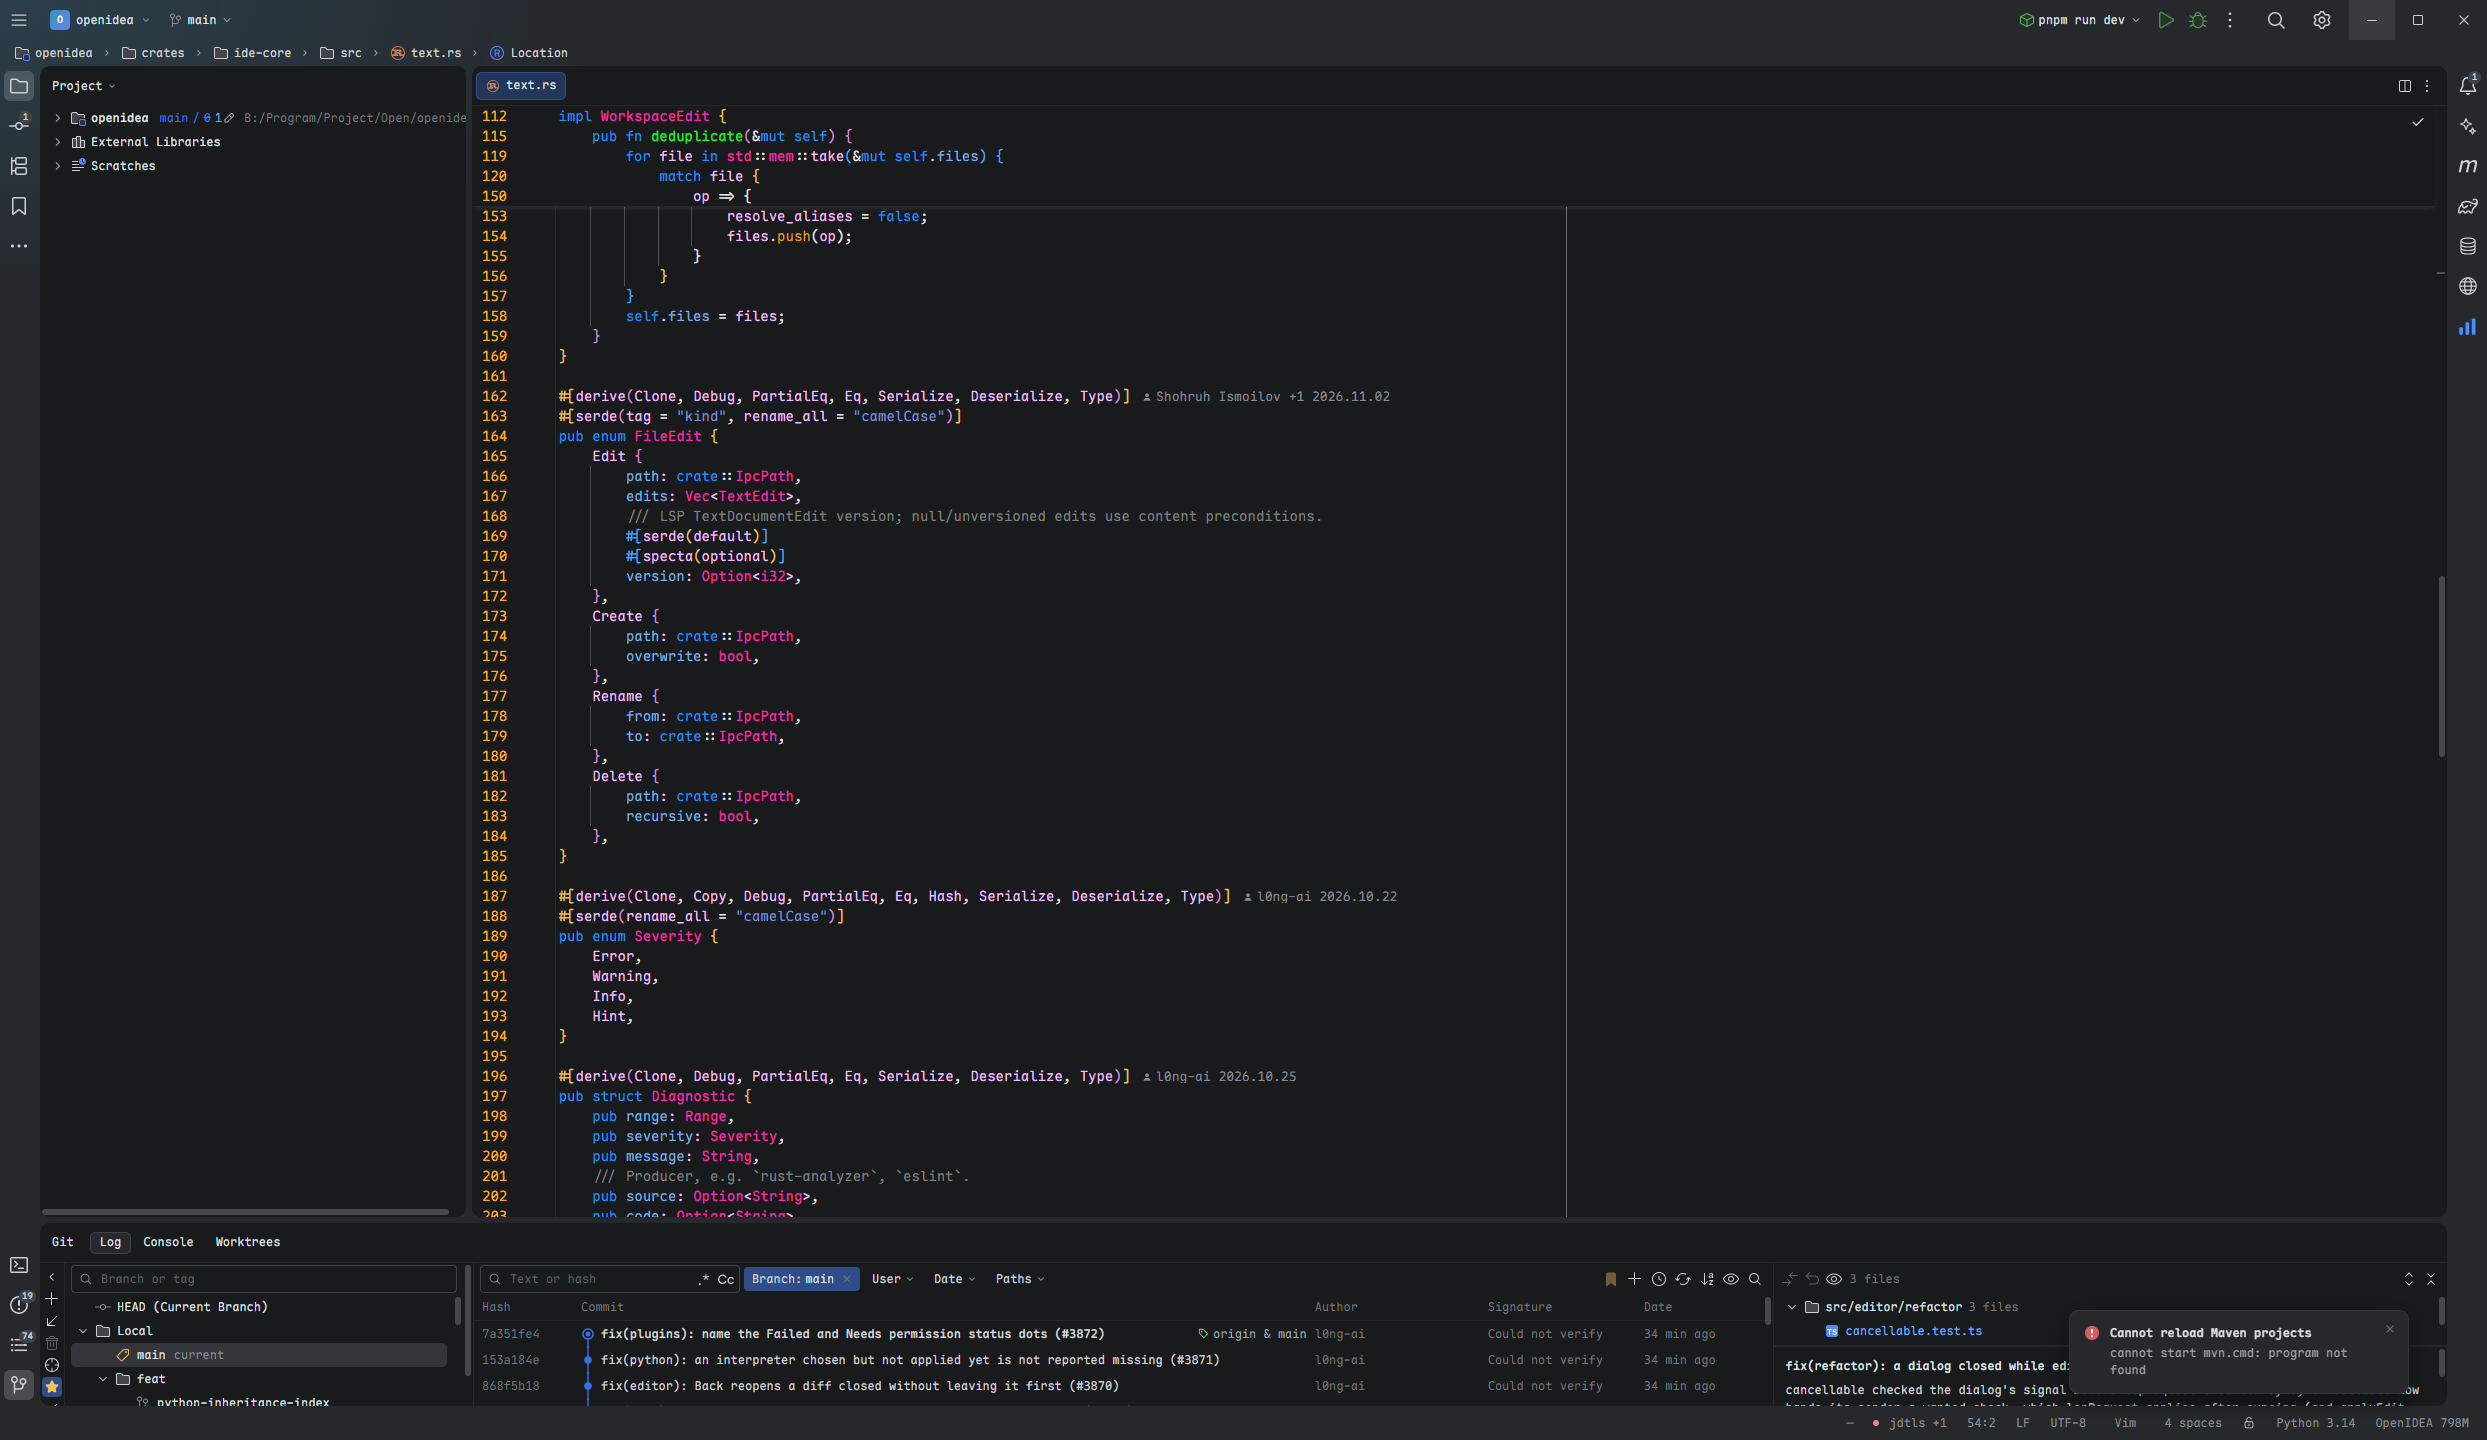 openidea main pnpm run dev
openidea > crates > ide-core > src > text.rs > Location
Project
openidea main / 0 1 B:/Program/Project/Open/openide
External Libraries
Scratches
1
text.rs
112 impl WorkspaceEdit {
115 pub fn deduplicate(&mut self) {
119 for file in std::mem::take(&mut self.files) {
120 match file {
150 op => {
153 resolve_aliases = false;
154 files.push(op);
155 }
156 }
157 }
158 self.files = files;
159 }
160 }
161
162 #[derive(Clone, Debug, PartialEq, Eq, Serialize, Deserialize, Type)] Shohruh Ismoilov +1 2026.11.02
163 #[serde(tag = "kind", rename_all = "camelCase")]
164 pub enum FileEdit {
165 Edit {
166 path: crate::IpcPath,
167 edits: Vec<TextEdit>,
168 /// LSP TextDocumentEdit version; null/unversioned edits use content preconditions.
169 #[serde(default)]
170 #[specta(optional)]
171 version: Option<i32>,
172 },
173 Create {
174 path: crate::IpcPath,
175 overwrite: bool,
176 },
177 Rename {
178 from: crate::IpcPath,
179 to: crate::IpcPath,
180 },
181 Delete {
182 path: crate::IpcPath,
183 recursive: bool,
184 },
185 }
186
187 #[derive(Clone, Copy, Debug, PartialEq, Eq, Hash, Serialize, Deserialize, Type)] l0ng-ai 2026.10.22
188 #[serde(rename_all = "camelCase")]
189 pub enum Severity {
190 Error,
191 Warning,
192 Info,
193 Hint,
194 }
195
196 #[derive(Clone, Debug, PartialEq, Eq, Serialize, Deserialize, Type)] l0ng-ai 2026.10.25
197 pub struct Diagnostic {
198 pub range: Range,
199 pub severity: Severity,
200 pub message: String,
201 /// Producer, e.g. `rust-analyzer`, `eslint`.
202 pub source: Option<String>,
203 pub code: Option<String>
1
m
Git Log Console Worktrees
19
74
Branch or tag
HEAD (Current Branch)
Local
main current
feat
python-inheritance-index
Text or hash .* Cc Branch: main × User Date Paths
Hash Commit Author Signature Date
7a351fe4 fix(plugins): name the Failed and Needs permission status dots (#3872) origin & main l0ng-ai Could not verify 34 min ago
153a184e fix(python): an interpreter chosen but not applied yet is not reported missing (#3871) l0ng-ai Could not verify 34 min ago
868f5b18 fix(editor): Back reopens a diff closed without leaving it first (#3870) l0ng-ai Could not verify 34 min ago
3 files
src/editor/refactor 3 files
TS cancellable.test.ts
fix(refactor): a dialog closed while edi
cancellable checked the dialog's signal
Cannot reload Maven projects
cannot start mvn.cmd: program not
found
jdtls +1 54:2 LF UTF-8 Vim 4 spaces Python 3.14 OpenIDEA 798M